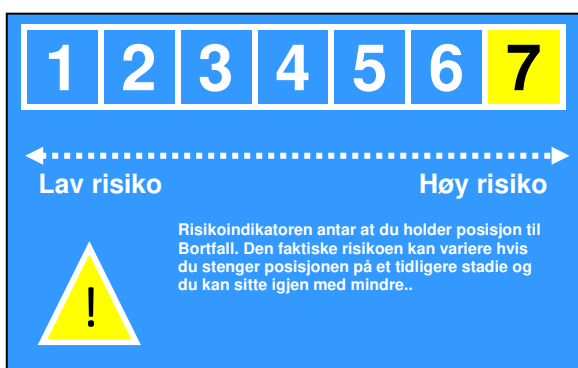 1 2 3 4 5 6 7
Lav risiko Høy risiko
Risikoindikatoren antar at du holder posisjon til
Bortfall. Den faktiske risikoen kan variere hvis
du stenger posisjonen på et tidligere stadie og
du kan sitte igjen med mindre..
!